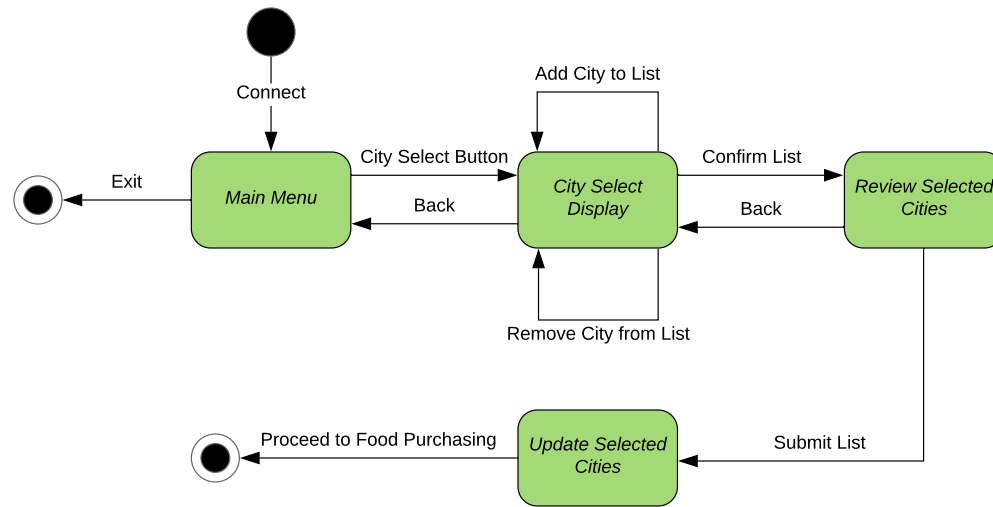 Connect
Add City to List
Exit
Main Menu
City Select Button
Back
City Select
Display
Confirm List
Back
Review Selected
Cities
Remove City from List
Proceed to Food Purchasing
Update Selected
Cities
Submit List